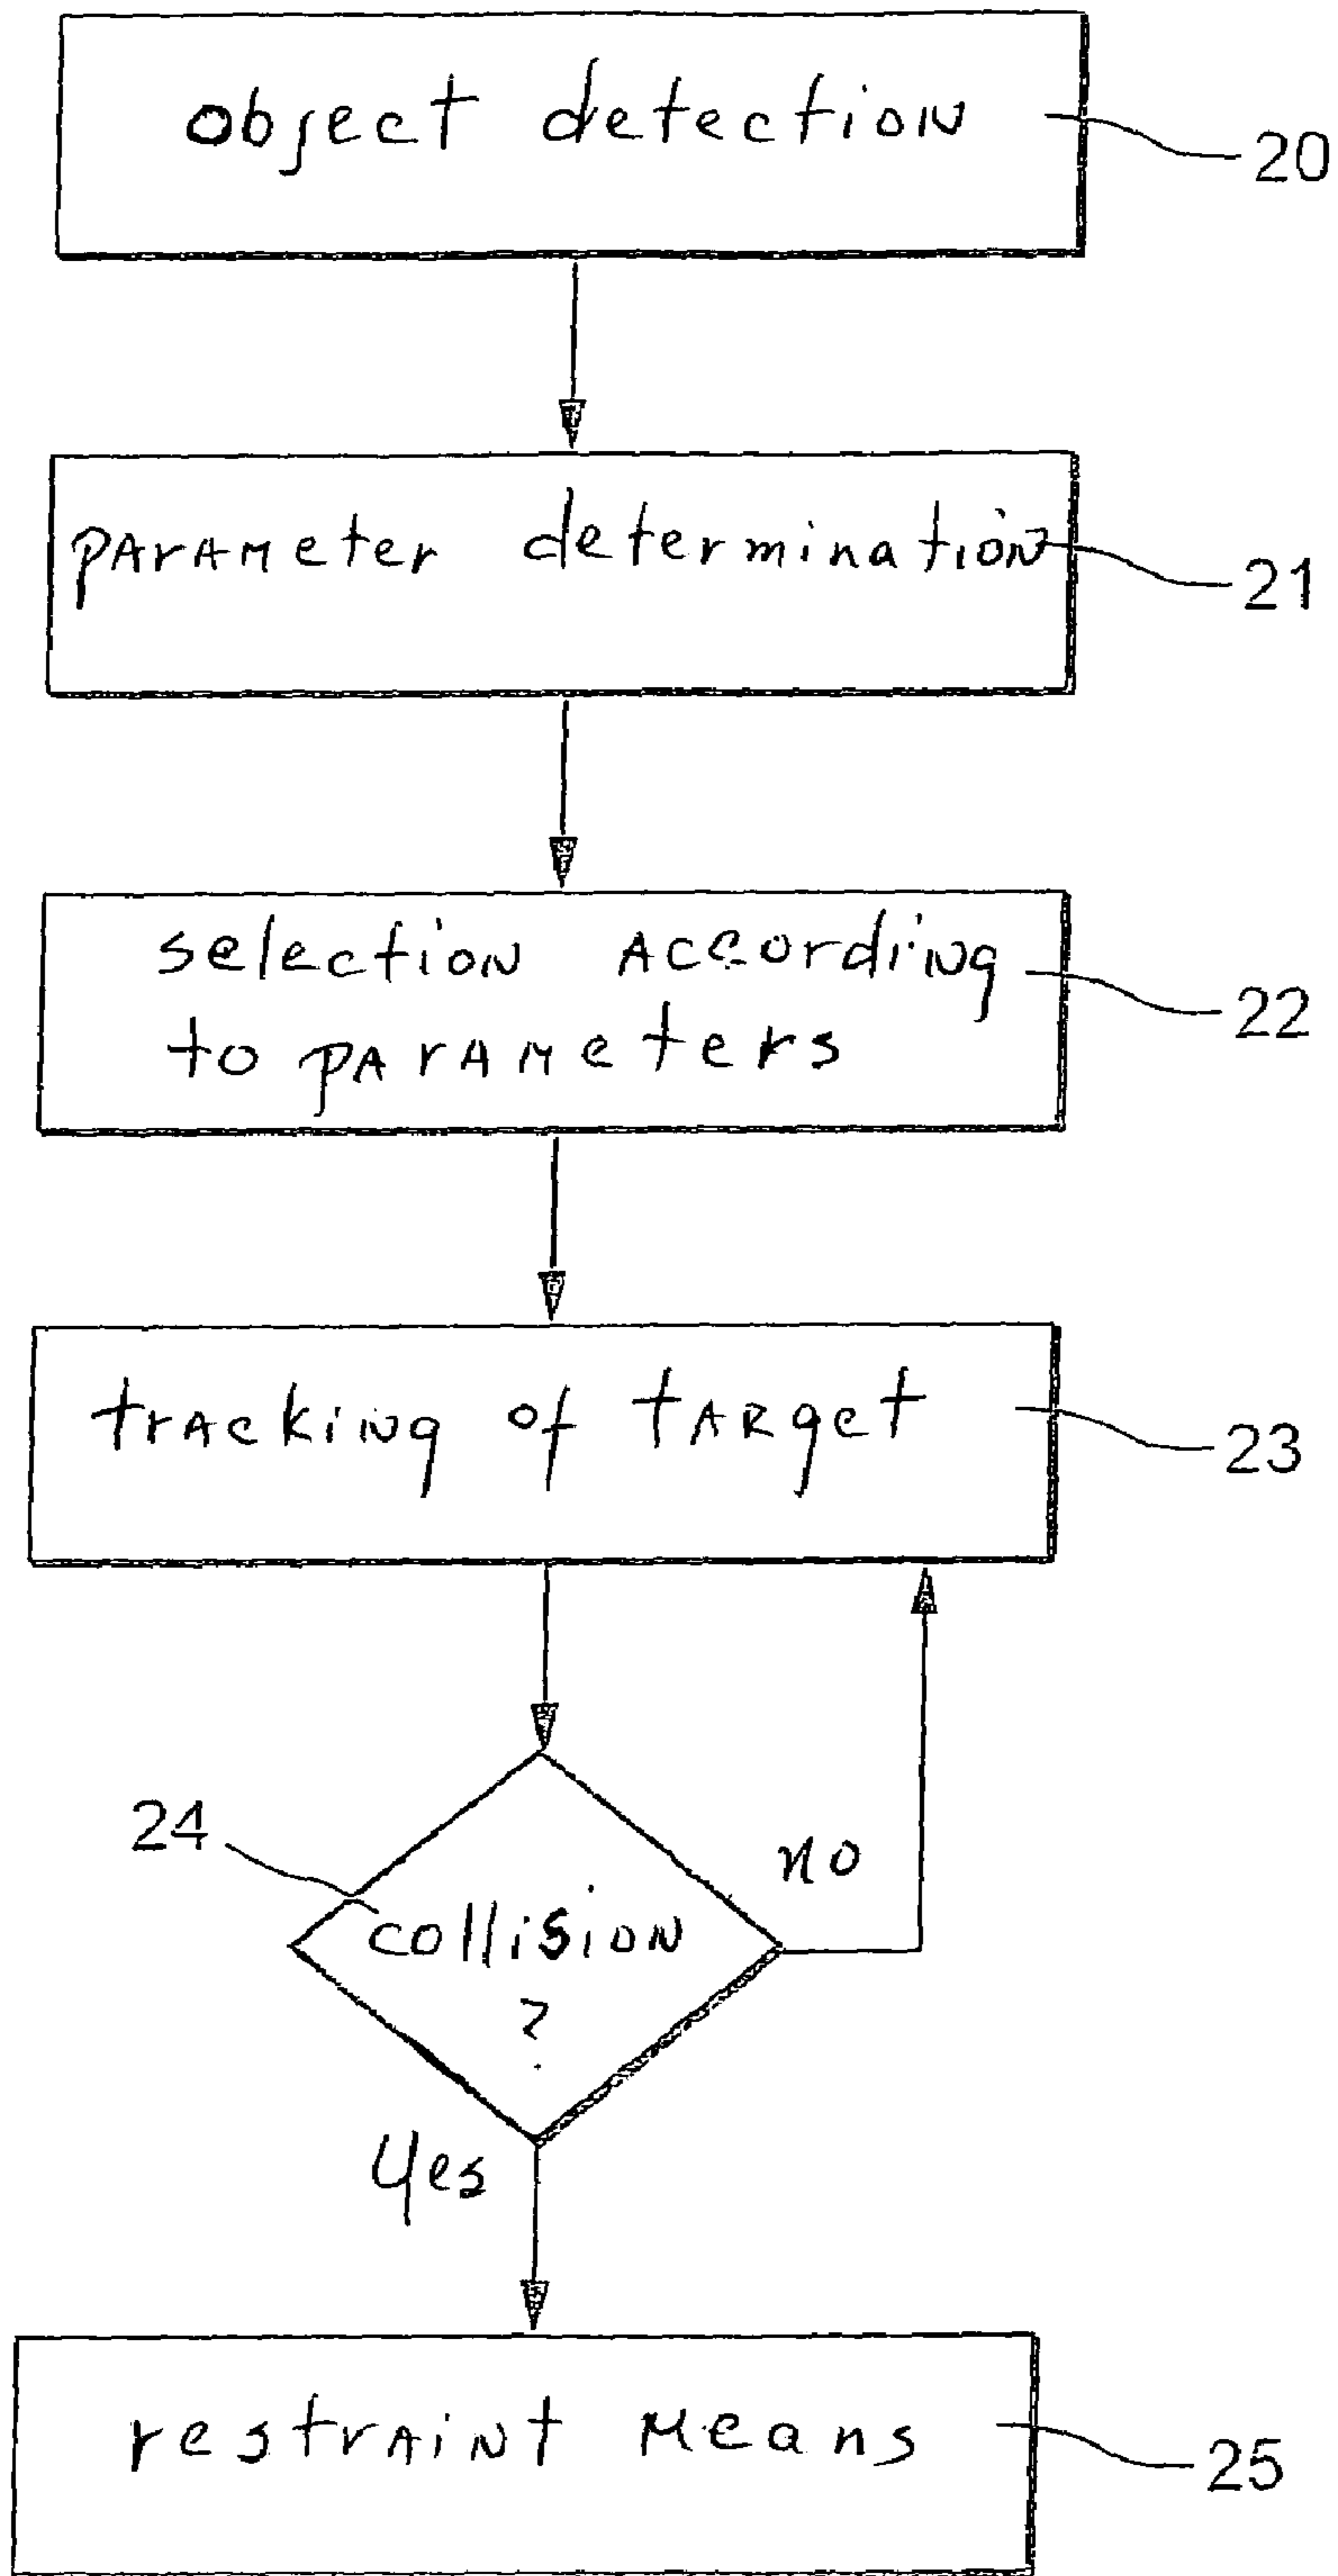 object detection
20
parameter determination
21
selection according
to parameters
22
tracking of target
23
24
no
collision
?
Yes
restraint means
25